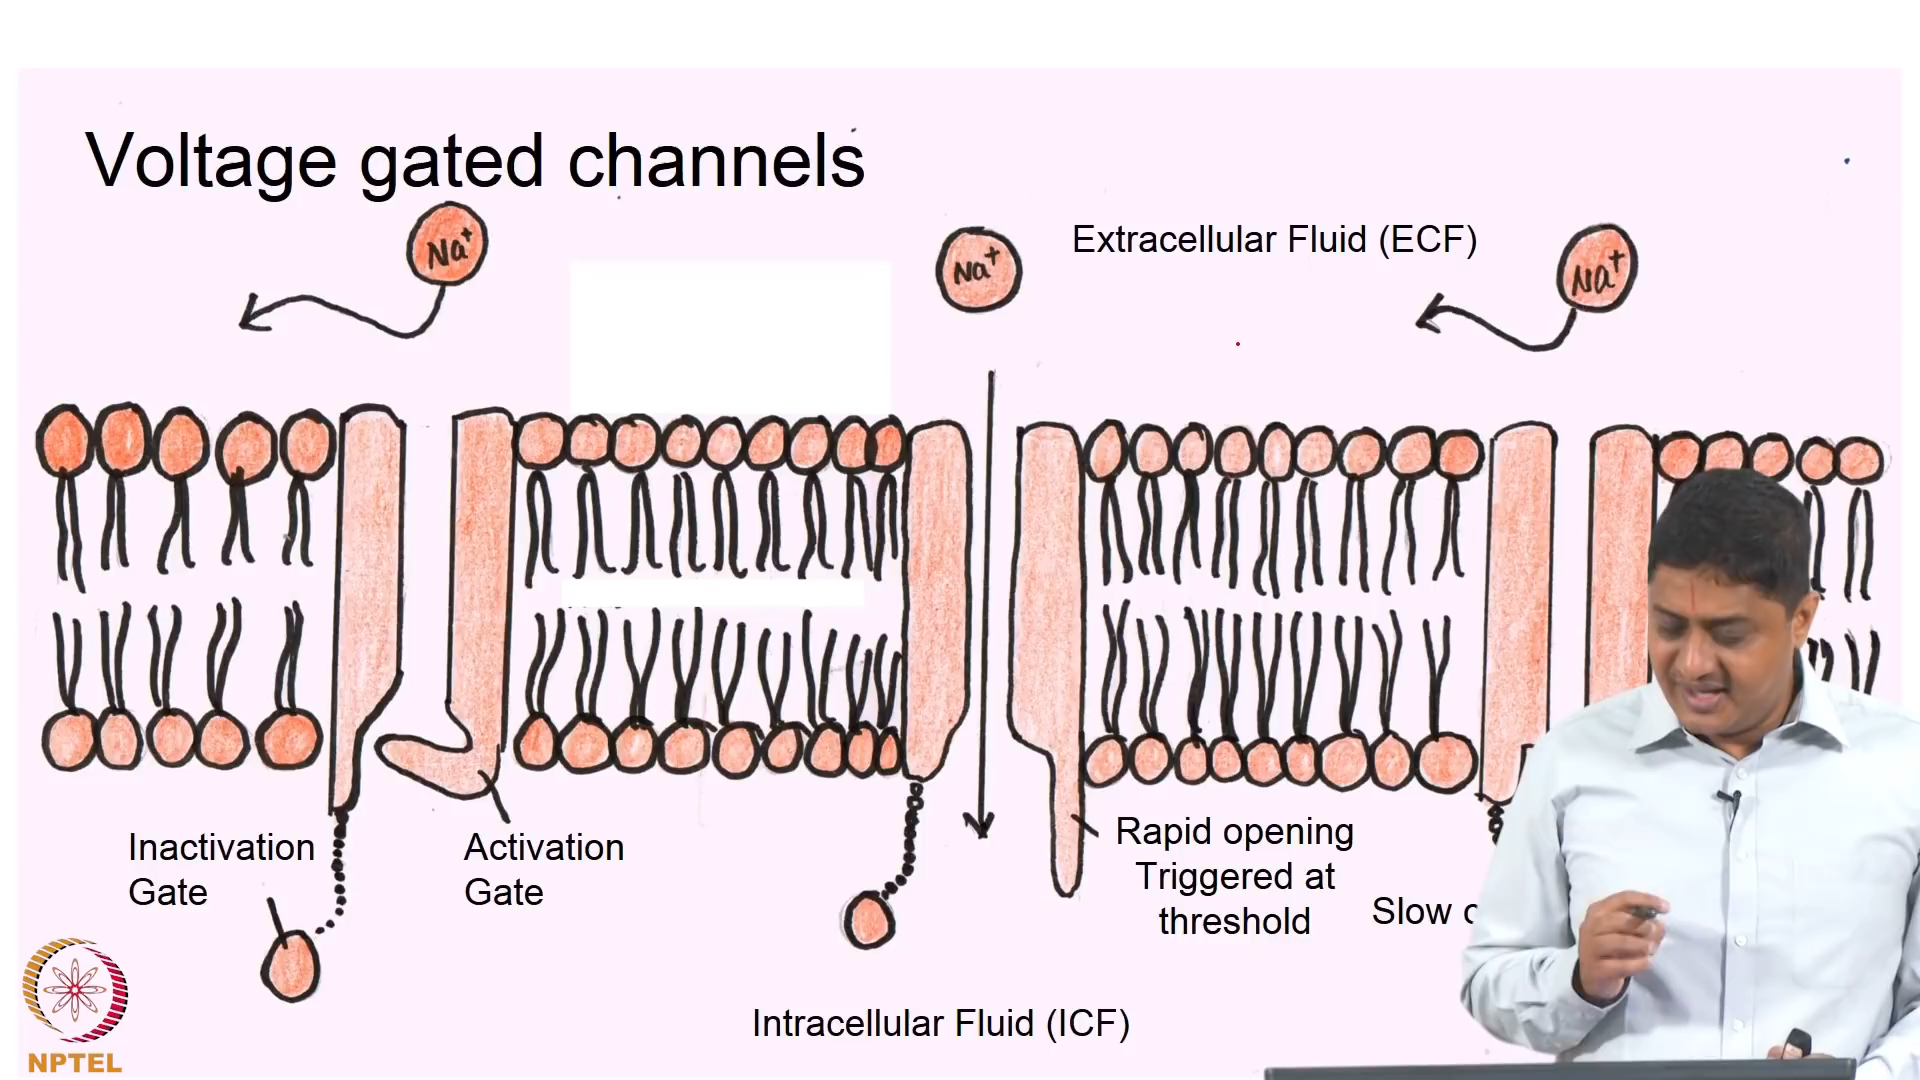 Voltage gated channels
Na+
Na+
Extracellular Fluid (ECF)
Na+
Inactivation
Gate
Activation
Gate
Rapid opening
Triggered at
threshold
Slow
Intracellular Fluid (ICF)
NPTEL